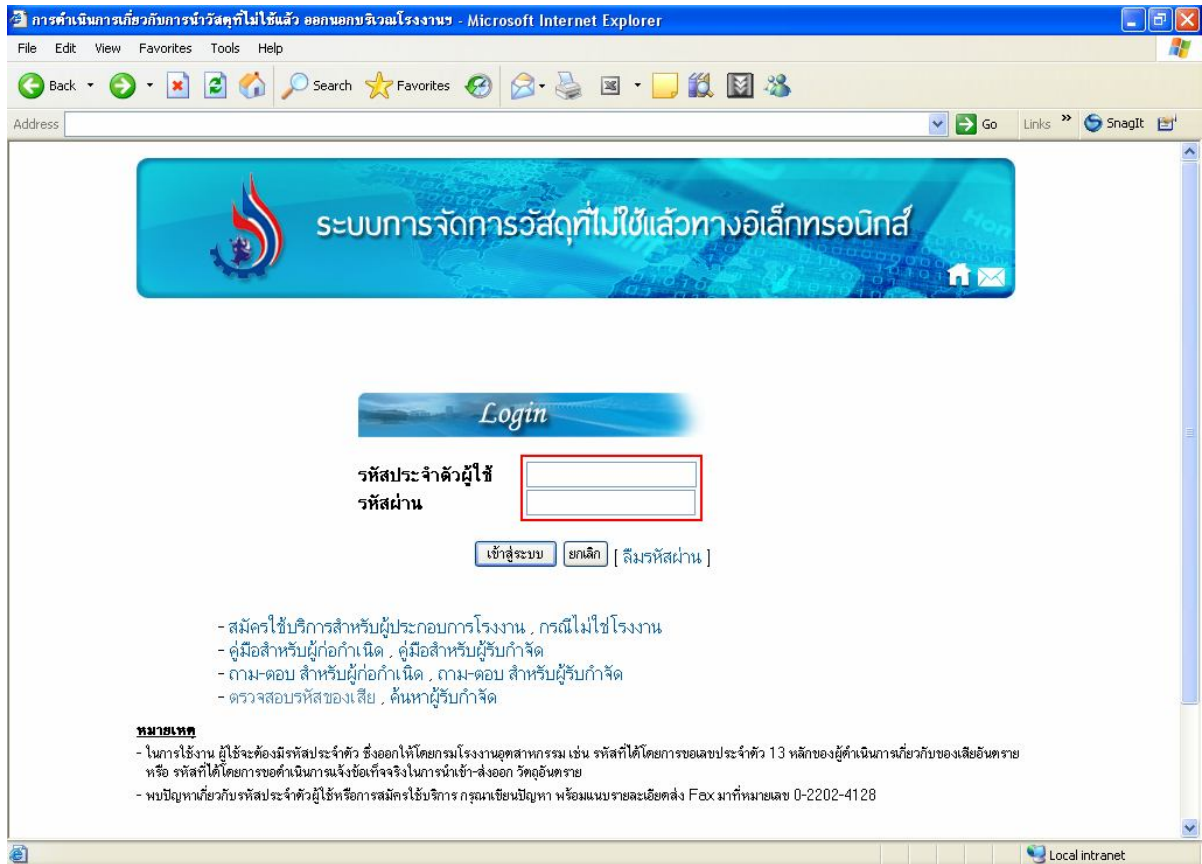 การดำเนินการเกี่ยวกับการนำวัสดุที่ไม่ใช้แล้ว ออกนอกบริเวณโรงงานฯ - Microsoft Internet Explorer
File Edit View Favorites Tools Help
Back Search Favorites
Address Go Links » SnagIt
ระบบการจัดการวัสดุที่ไม่ใช้แล้วทางอิเล็กทรอนิกส์
Login
รหัสประจำตัวผู้ใช้
รหัสผ่าน
เข้าสู่ระบบ ยกเลิก [ ลืมรหัสผ่าน ]
- สมัครใช้บริการสำหรับผู้ประกอบการโรงงาน , กรณีไม่ใช่โรงงาน
- คู่มือสำหรับผู้ก่อกำเนิด , คู่มือสำหรับผู้รับกำจัด
- ถาม-ตอบ สำหรับผู้ก่อกำเนิด , ถาม-ตอบ สำหรับผู้รับกำจัด
- ตรวจสอบรหัสของเสีย , ค้นหาผู้รับกำจัด
หมายเหตุ
- ในการใช้งาน ผู้ใช้จะต้องมีรหัสประจำตัว ซึ่งออกให้โดยกรมโรงงานอุตสาหกรรม เช่น รหัสที่ได้โดยการขอเลขประจำตัว 13 หลักของผู้ดำเนินการเกี่ยวกับของเสียอันตราย
หรือ รหัสที่ได้โดยการขอดำเนินการแจ้งข้อเท็จจริงในการนำเข้า-ส่งออก วัตถุอันตราย
- พบปัญหาเกี่ยวกับรหัสประจำตัวผู้ใช้หรือการสมัครใช้บริการ กรุณาเขียนปัญหา พร้อมแนบรายละเอียดส่ง Fax มาที่หมายเลข 0-2202-4128
Local intranet